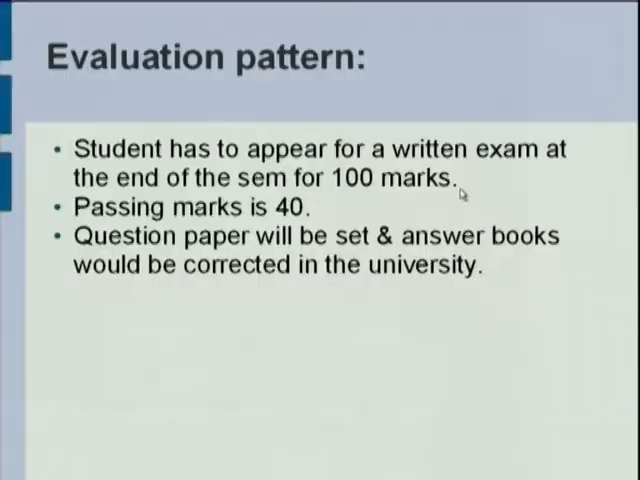 Evaluation pattern:
• Student has to appear for a written exam at
the end of the sem for 100 marks.
• Passing marks is 40.
• Question paper will be set & answer books
would be corrected in the university.